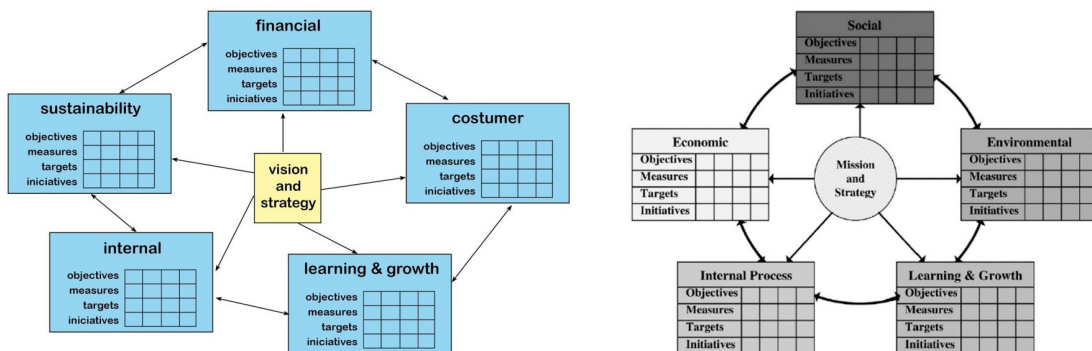 financial
objectives
measures
targets
iniciatives
sustainability
objectives
measures
targets
iniciatives
costumer
objectives
measures
targets
iniciatives
vision
and
strategy
internal
objectives
measures
targets
iniciatives
learning & growth
objectives
measures
targets
iniciatives
Social
Objectives
Measures
Targets
Initiatives
Economic
Objectives
Measures
Targets
Initiatives
Environmental
Objectives
Measures
Targets
Initiatives
Mission
and
Strategy
Internal Process
Objectives
Measures
Targets
Initiatives
Learning & Growth
Objectives
Measures
Targets
Initiatives